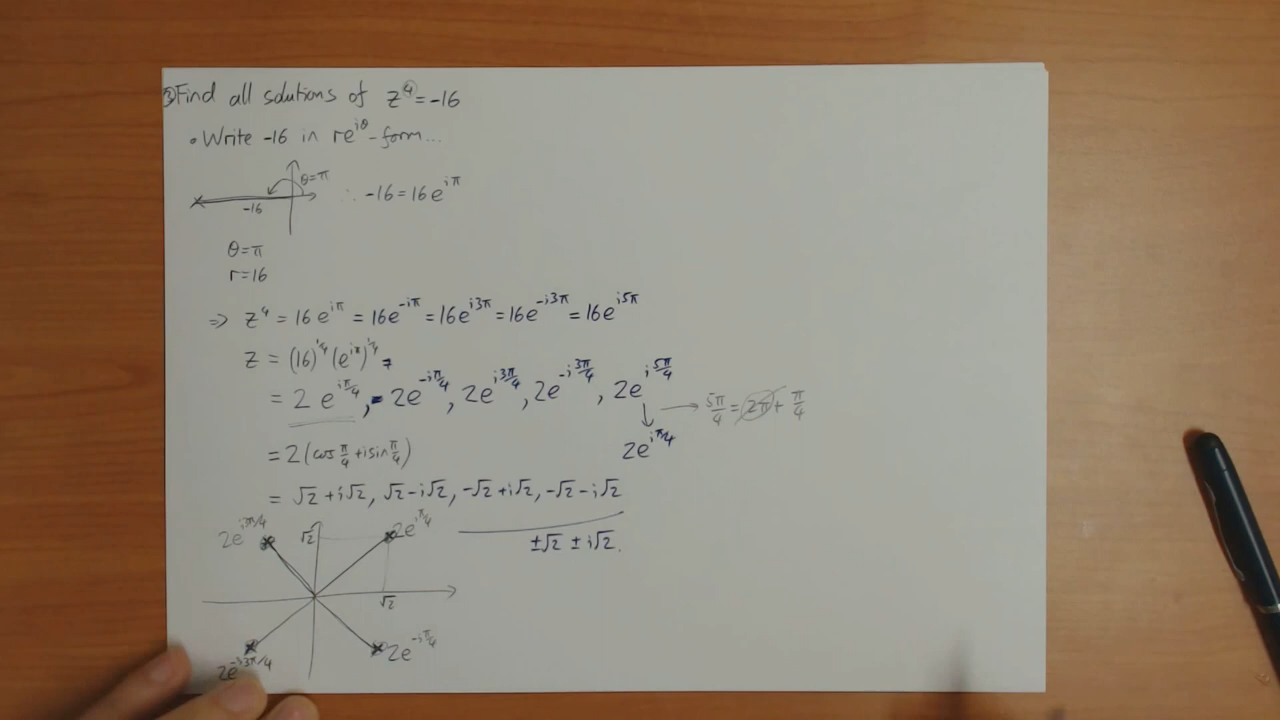 ③Find all solutions of z⁴=-16
• Write -16 in re^{iθ}-form...
θ=π
-16
∴ -16=16e^{iπ}
θ=π
r=16
⇒ z⁴ = 16e^{iπ} = 16e^{-iπ} = 16e^{i3π} = 16e^{-i3π} = 16e^{i5π}
z = (16)^{1/4} (e^{iπ})^{1/4}
= 2e^{iπ/4}, 2e^{-iπ/4}, 2e^{i3π/4}, 2e^{-i3π/4}, 2e^{i5π/4}
↓ → 5π/4 = 2π + π/4
2e^{iπ/4}
= 2(cos π/4 + i sin π/4)
= √2 + i√2, √2 - i√2, -√2 + i√2, -√2 - i√2
±√2 ± i√2.
2e^{i3π/4} √2 2e^{iπ/4}
√2
2e^{-i3π/4} 2e^{-iπ/4}